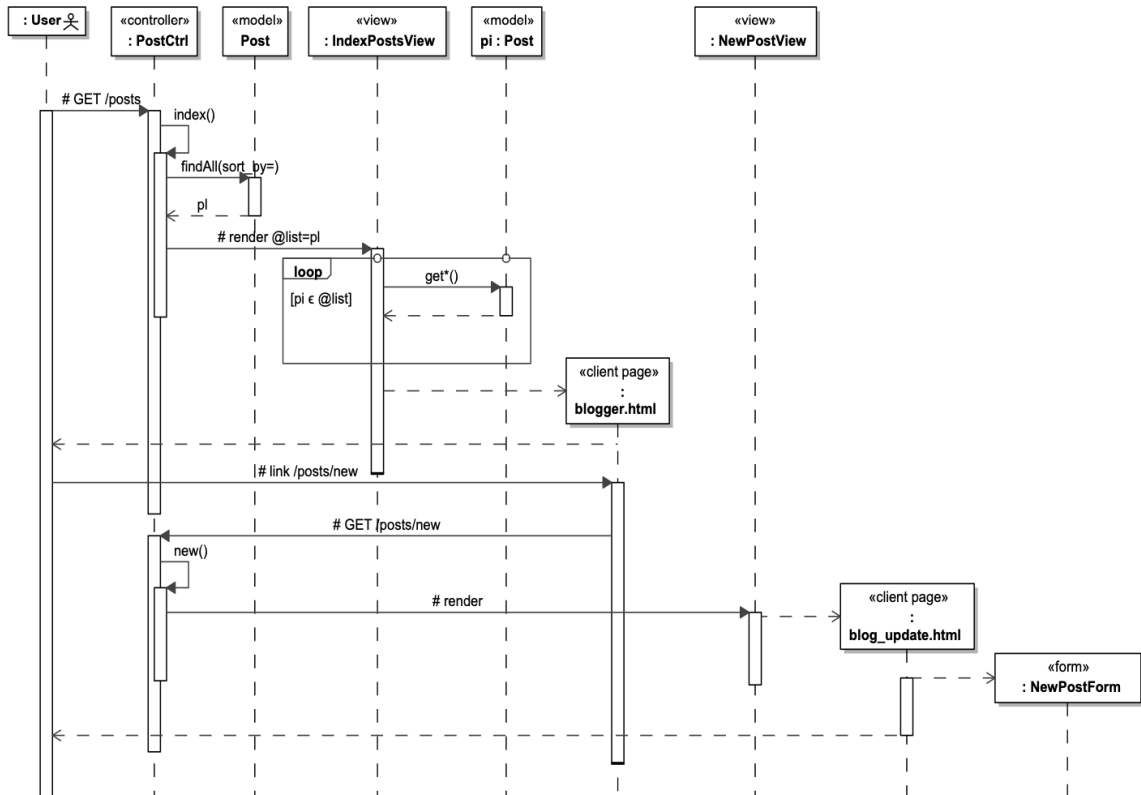 : User
«controller»
: PostCtrl
«model»
Post
«view»
: IndexPostsView
«model»
pi : Post
«view»
: NewPostView
# GET /posts
index()
findAll(sort_by=)
pl
# render @list=pl
loop
get*()
[pi ϵ @list]
«client page»
:
blogger.html
# link /posts/new
# GET /posts/new
new()
# render
«client page»
:
blog_update.html
«form»
: NewPostForm